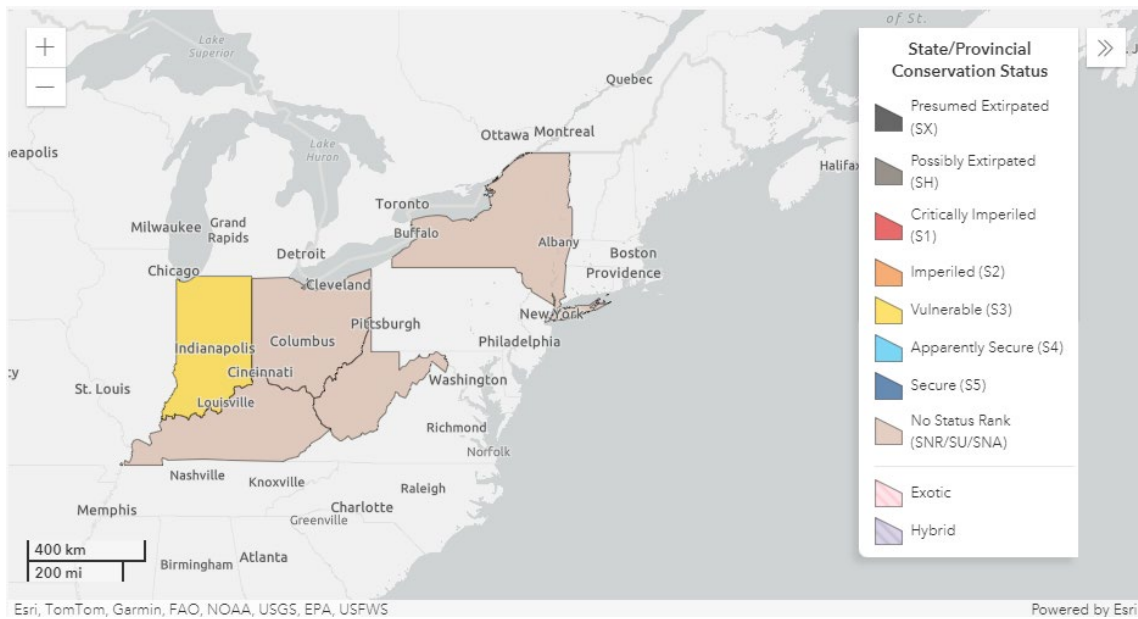 of St.
Lake
Superior
Quebec
Ottawa
Montreal
neapolis
Lake
Huron
Halifax
Toronto
Milwaukee
Grand
Rapids
Buffalo
Albany
Detroit
Boston
Chicago
Providence
Cleveland
New York
Pittsburgh
Indianapolis
Columbus
Philadelphia
Cincinnati
Washington
St. Louis
Louisville
Richmond
Norfolk
Nashville
Knoxville
Raleigh
Memphis
Charlotte
Greenville
Birmingham
Atlanta
State/Provincial
Conservation Status
Presumed Extirpated
(SX)
Possibly Extirpated
(SH)
Critically Imperiled
(S1)
Imperiled (S2)
Vulnerable (S3)
Apparently Secure (S4)
Secure (S5)
No Status Rank
(SNR/SU/SNA)
Exotic
Hybrid
400 km
200 mi
Esri, TomTom, Garmin, FAO, NOAA, USGS, EPA, USFWS
Powered by Esri